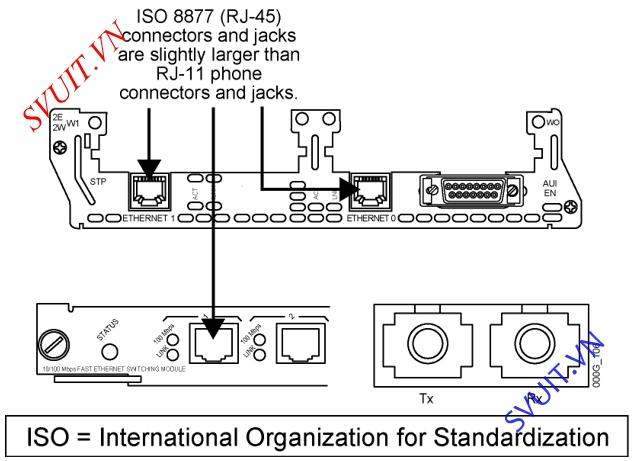 ISO 8877 (RJ-45)
connectors and jacks
are slightly larger than
RJ-11 phone
connectors and jacks.
SVUIT.VN
2E
2W
W1
WO
STP
ACT
AUI
EN
ETHERNET 1
ETHERNET 0
STATUS
100 Mbps
LINK
1
100 Mbps
LINK
2
10/100 Mbps FAST ETHERNET SWITCHING MODULE
Tx
Rx
SVUIT.VN
ISO = International Organization for Standardization